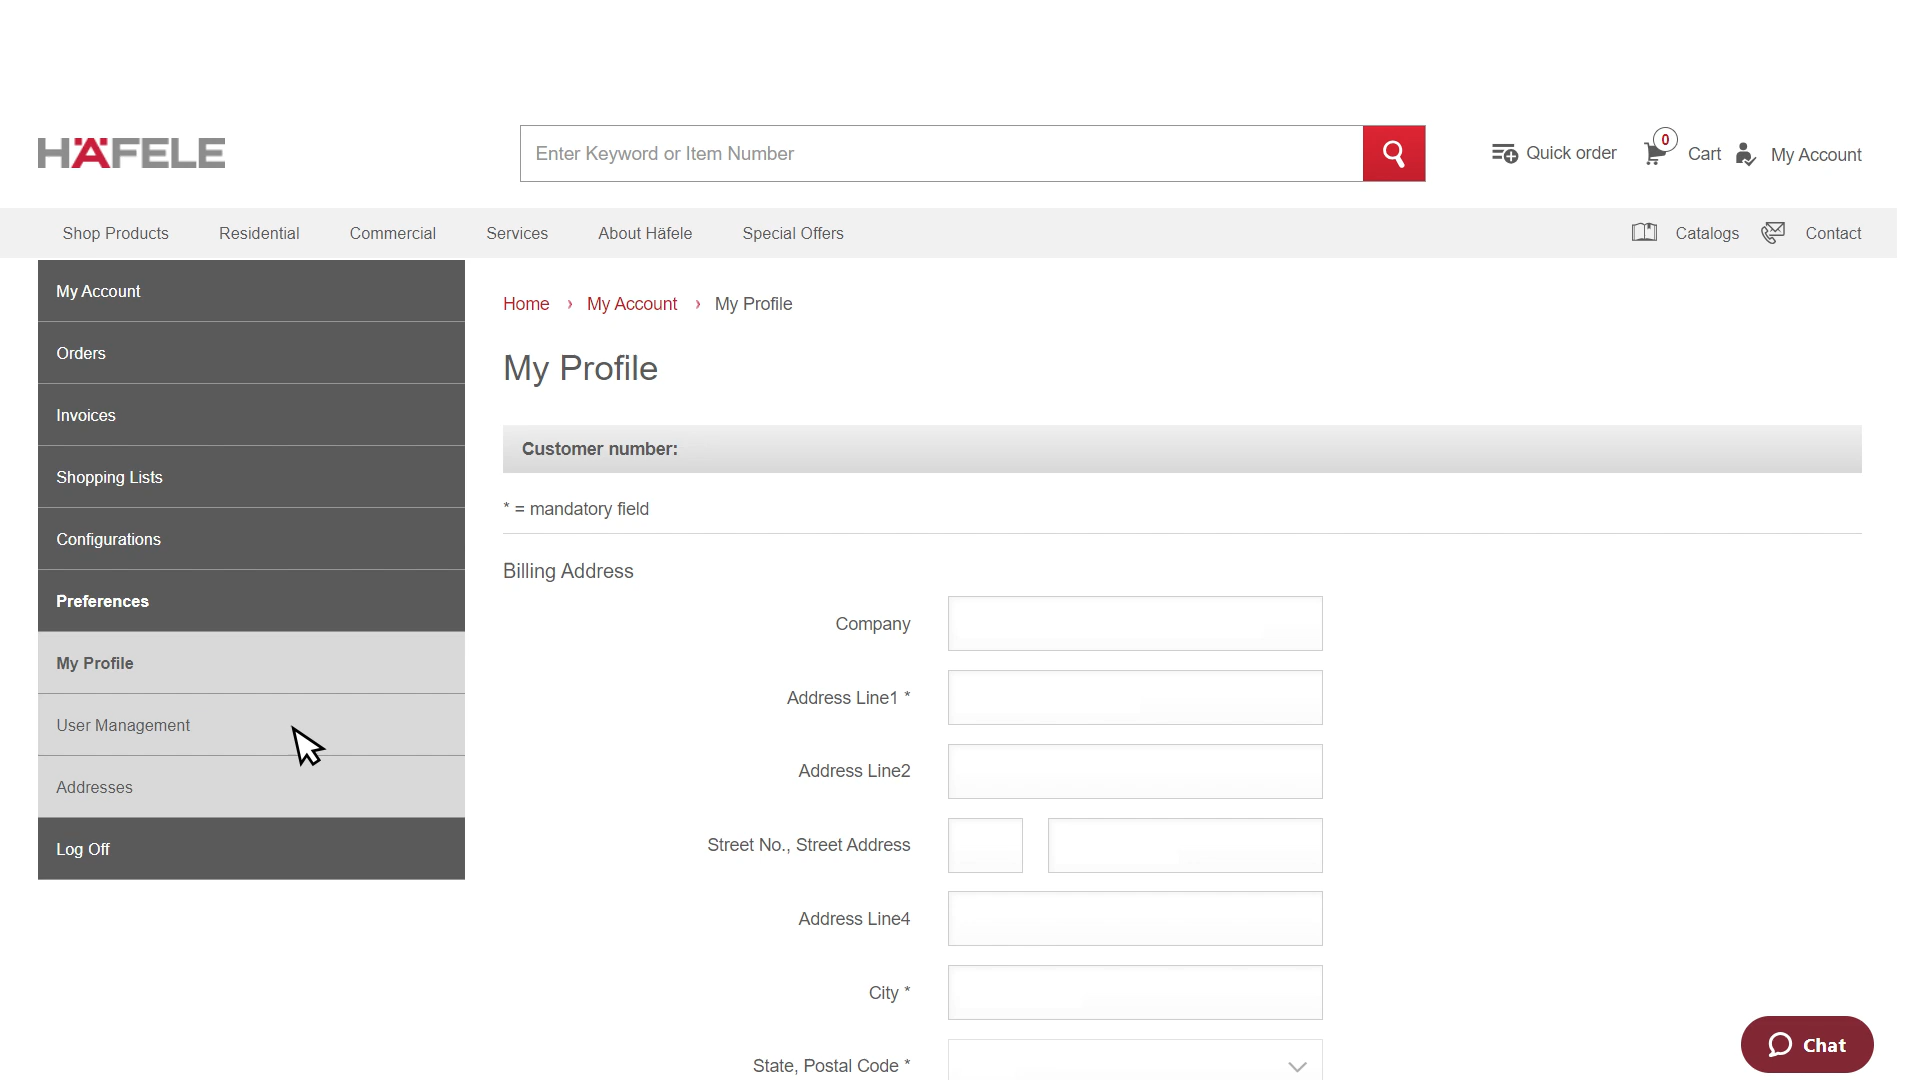 HÄFELE
Enter Keyword or Item Number
Quick order
0
Cart
My Account
Shop Products
Residential
Commercial
Services
About Häfele
Special Offers
Catalogs
Contact
My Account
Orders
Invoices
Shopping Lists
Configurations
Preferences
My Profile
User Management
Addresses
Log Off
Home › My Account › My Profile
My Profile
Customer number:
* = mandatory field
Billing Address
Company
Address Line1 *
Address Line2
Street No., Street Address
Address Line4
City *
State, Postal Code *
Chat